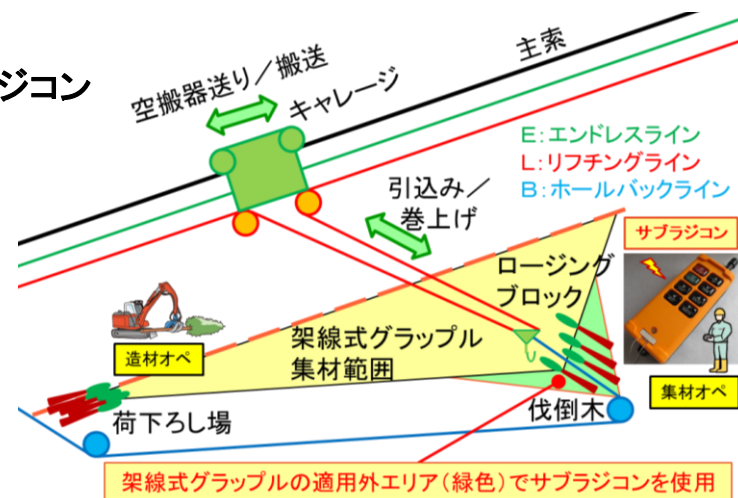 ジコン
主索
空搬器送り／搬送
キャレージ
E:エンドレスライン
L:リフチングライン
B:ホールバックライン
引込み／
巻上げ
サブラジコン
ロージング
ブロック
架線式グラップル
集材範囲
造材オペ
集材オペ
荷下ろし場
伐倒木
架線式グラップルの適用外エリア（緑色）でサブラジコンを使用